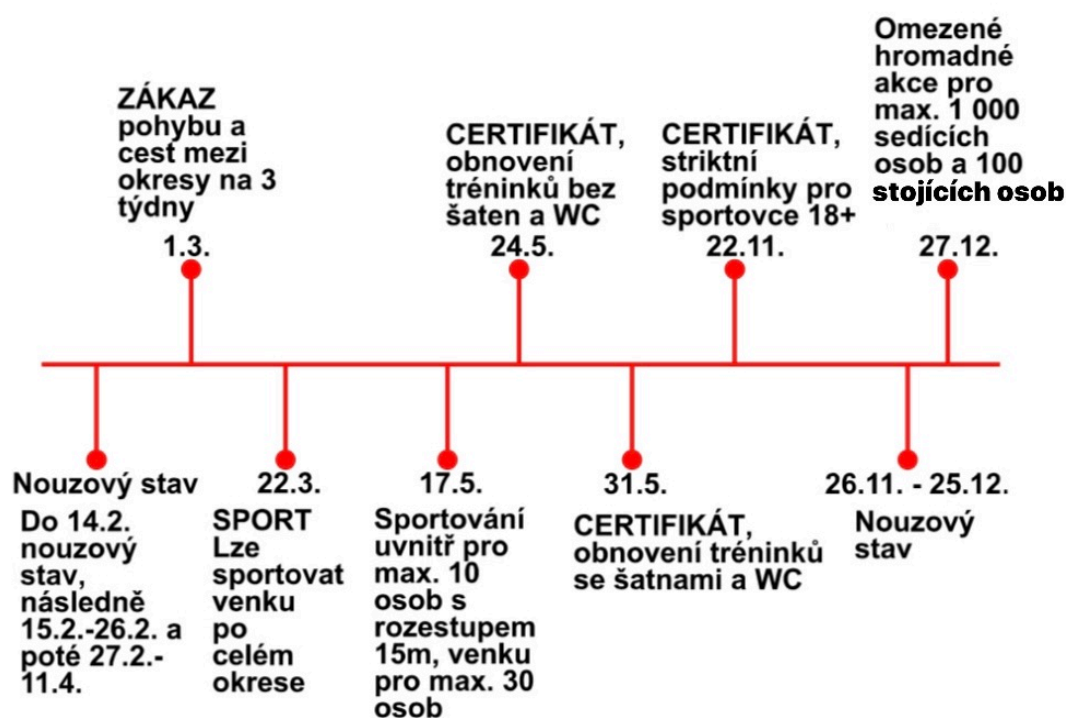 ZÁKAZ
pohybu a
cest mezi
okresy na 3
týdny
1.3.
CERTIFIKÁT,
obnovení
tréninků bez
šaten a WC
24.5.
CERTIFIKÁT,
striktní
podmínky pro
sportovce 18+
22.11.
Omezené
hromadné
akce pro
max. 1 000
sedících
osob a 100
stojících osob
27.12.
Nouzový stav
Do 14.2.
nouzový
stav,
následně
15.2.-26.2. a
poté 27.2.-
11.4.
22.3.
SPORT
Lze
sportovat
venku
po
celém
okrese
17.5.
Sportování
uvnitř pro
max. 10
osob s
rozestupem
15m, venku
pro max. 30
osob
31.5.
CERTIFIKÁT,
obnovení tréninků
se šatnami a WC
26.11. - 25.12.
Nouzový
stav